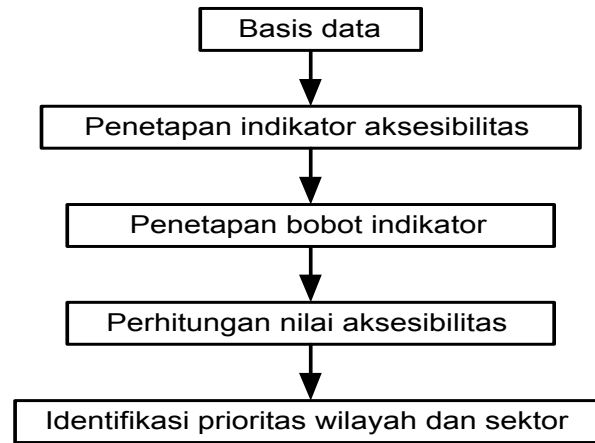 Basis data
Penetapan indikator aksesibilitas
Penetapan bobot indikator
Perhitungan nilai aksesibilitas
Identifikasi prioritas wilayah dan sektor